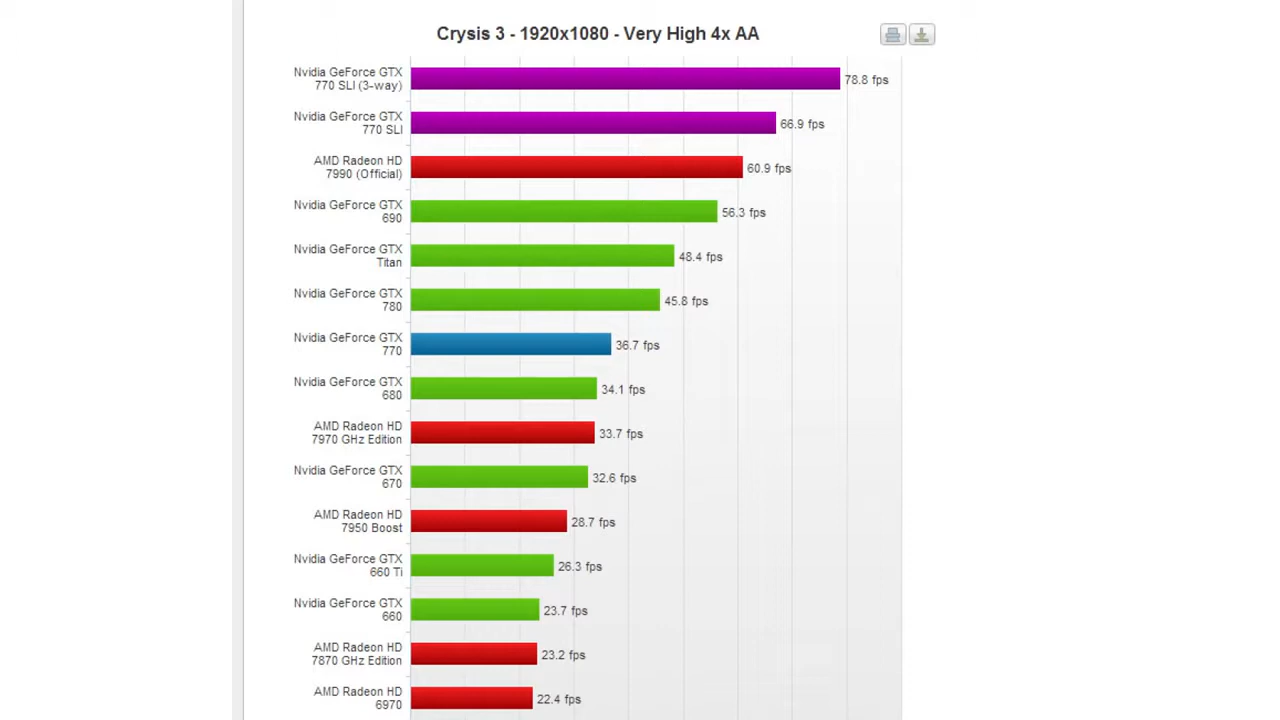 Crysis 3 - 1920x1080 - Very High 4x AA
Nvidia GeForce GTX
770 SLI (3-way)
78.8 fps
Nvidia GeForce GTX
770 SLI
66.9 fps
AMD Radeon HD
7990 (Official)
60.9 fps
Nvidia GeForce GTX
690
56.3 fps
Nvidia GeForce GTX
Titan
48.4 fps
Nvidia GeForce GTX
780
45.8 fps
Nvidia GeForce GTX
770
36.7 fps
Nvidia GeForce GTX
680
34.1 fps
AMD Radeon HD
7970 GHz Edition
33.7 fps
Nvidia GeForce GTX
670
32.6 fps
AMD Radeon HD
7950 Boost
28.7 fps
Nvidia GeForce GTX
660 Ti
26.3 fps
Nvidia GeForce GTX
660
23.7 fps
AMD Radeon HD
7870 GHz Edition
23.2 fps
AMD Radeon HD
6970
22.4 fps